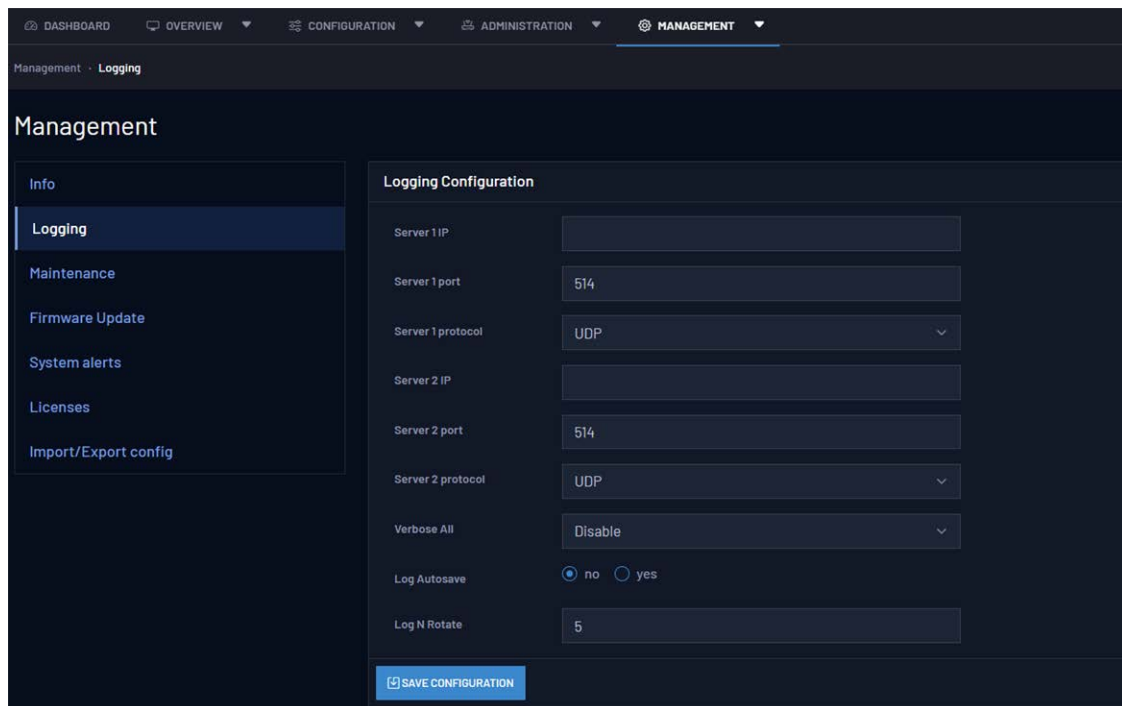 DASHBOARD OVERVIEW CONFIGURATION ADMINISTRATION MANAGEMENT
Management · Logging
Management
Info
Logging
Maintenance
Firmware Update
System alerts
Licenses
Import/Export config
Logging Configuration
Server 1 IP
Server 1 port 514
Server 1 protocol UDP
Server 2 IP
Server 2 port 514
Server 2 protocol UDP
Verbose All Disable
Log Autosave no yes
Log N Rotate 5
SAVE CONFIGURATION